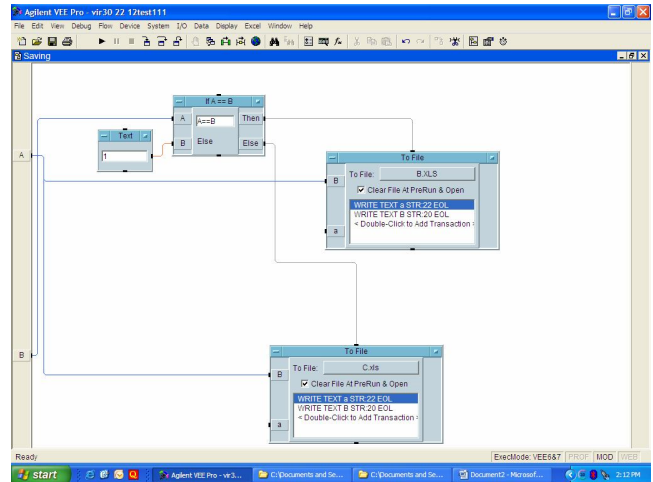 Agilent VEE Pro - vir30 22 12test111
File Edit View Debug Flow Device System I/O Data Display Excel Window Help
Saving
If A == B
A A==B Then
Text
B Else Else
1
A
To File
To File: B.XLS
B
Clear File At PreRun & Open
WRITE TEXT a STR:22 EOL
WRITE TEXT B STR:20 EOL
< Double-Click to Add Transaction >
a
B
To File
To File: C.xls
B
Clear File At PreRun & Open
WRITE TEXT a STR:22 EOL
WRITE TEXT B STR:20 EOL
< Double-Click to Add Transaction >
a
Ready ExecMode: VEE6&7 PROF MOD WEB
start Agilent VEE Pro - vir3... C:\Documents and Se... C:\Documents and Se... Document2 - Microsof... 2:12 PM